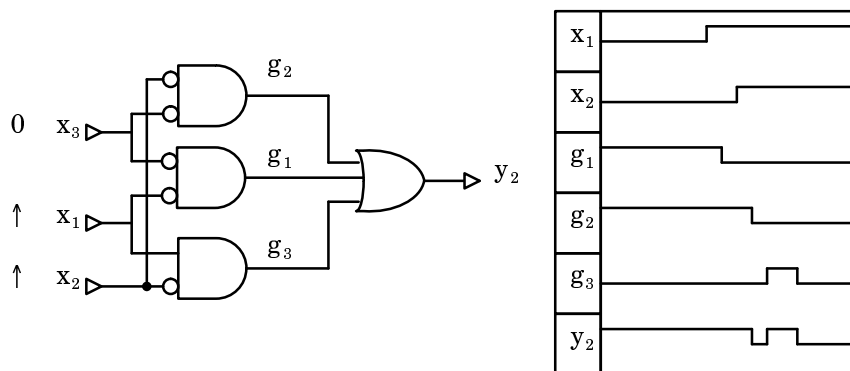 g₂
0 x₃
g₁
y₂
↑ x₁
g₃
↑ x₂
x₁
x₂
g₁
g₂
g₃
y₂